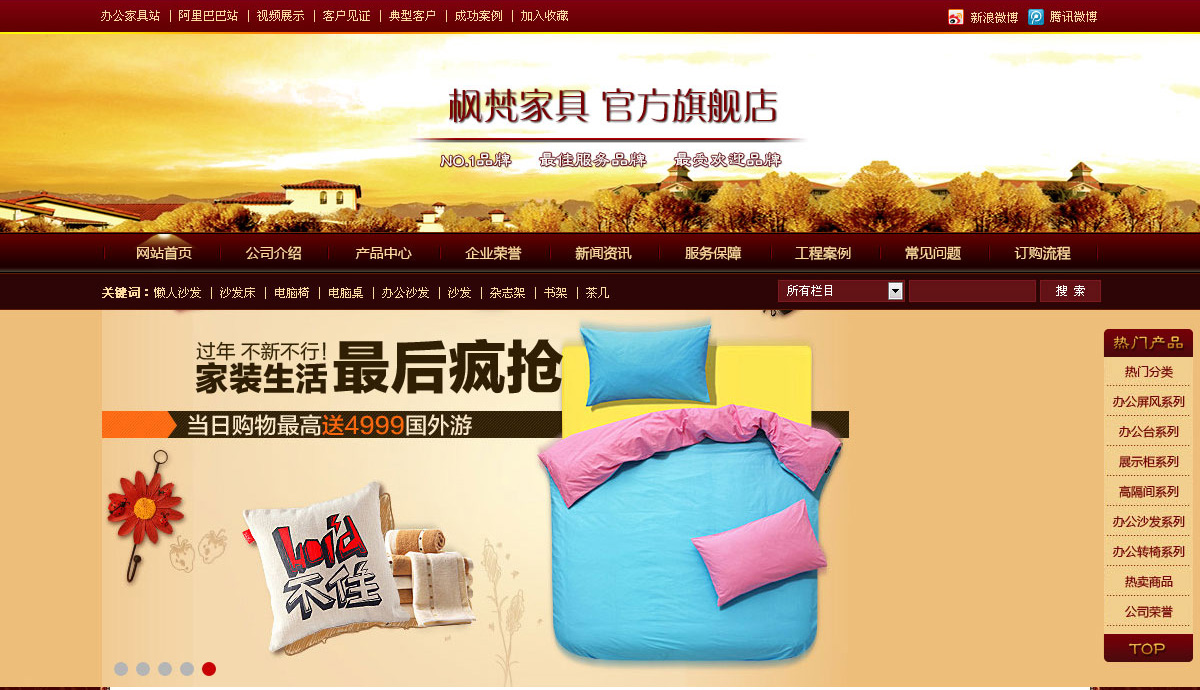 办公家具站 | 阿里巴巴站 | 视频展示 | 客户见证 | 典型客户 | 成功案例 | 加入收藏 新浪微博 腾讯微博
枫梵家具 官方旗舰店
NO.1品牌 最佳服务品牌 最受欢迎品牌
网站首页 公司介绍 产品中心 企业荣誉 新闻资讯 服务保障 工程案例 常见问题 订购流程
关键词：懒人沙发 | 沙发床 | 电脑椅 | 电脑桌 | 办公沙发 | 沙发 | 杂志架 | 书架 | 茶几 所有栏目 搜 索
过年 不新不行!
家装生活 最后疯抢
当日购物最高送4999国外游
Hold
不住
热门产品
热门分类
办公屏风系列
办公台系列
展示柜系列
高隔间系列
办公沙发系列
办公转椅系列
热卖商品
公司荣誉
TOP